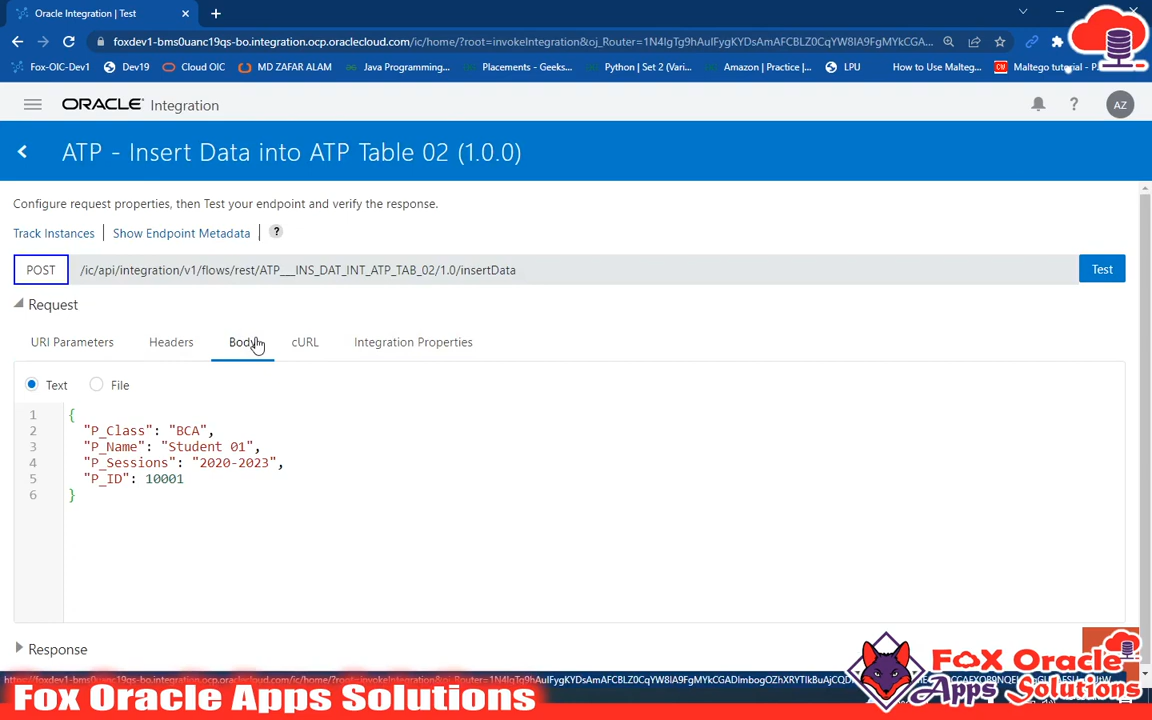 Oracle Integration | Test
foxdev1-bms0uanc19qs-bo.integration.ocp.oraclecloud.com/ic/home/?root=invokeIntegration&oj_Router=1N4IgTg9hAuIFygKYDsAmAFCBLZ0CqYW8IA9FgMYKCGA...
Fox-OIC-Dev1 Dev19 Cloud OIC MD ZAFAR ALAM Java Programming... Placements - Geeks... Python | Set 2 (Vari... Amazon | Practice |... LPU How to Use Malteg... Maltego tutorial - P...
ORACLE Integration
AZ
ATP - Insert Data into ATP Table 02 (1.0.0)
Configure request properties, then Test your endpoint and verify the response.
Track Instances Show Endpoint Metadata ?
POST /ic/api/integration/v1/flows/rest/ATP___INS_DAT_INT_ATP_TAB_02/1.0/insertData Test
Request
URI Parameters Headers Body cURL Integration Properties
Text File
1 {
2 "P_Class": "BCA",
3 "P_Name": "Student 01",
4 "P_Sessions": "2020-2023",
5 "P_ID": 10001
6 }
Response
Fox Oracle Apps Solutions
FOX Oracle
Apps Solutions